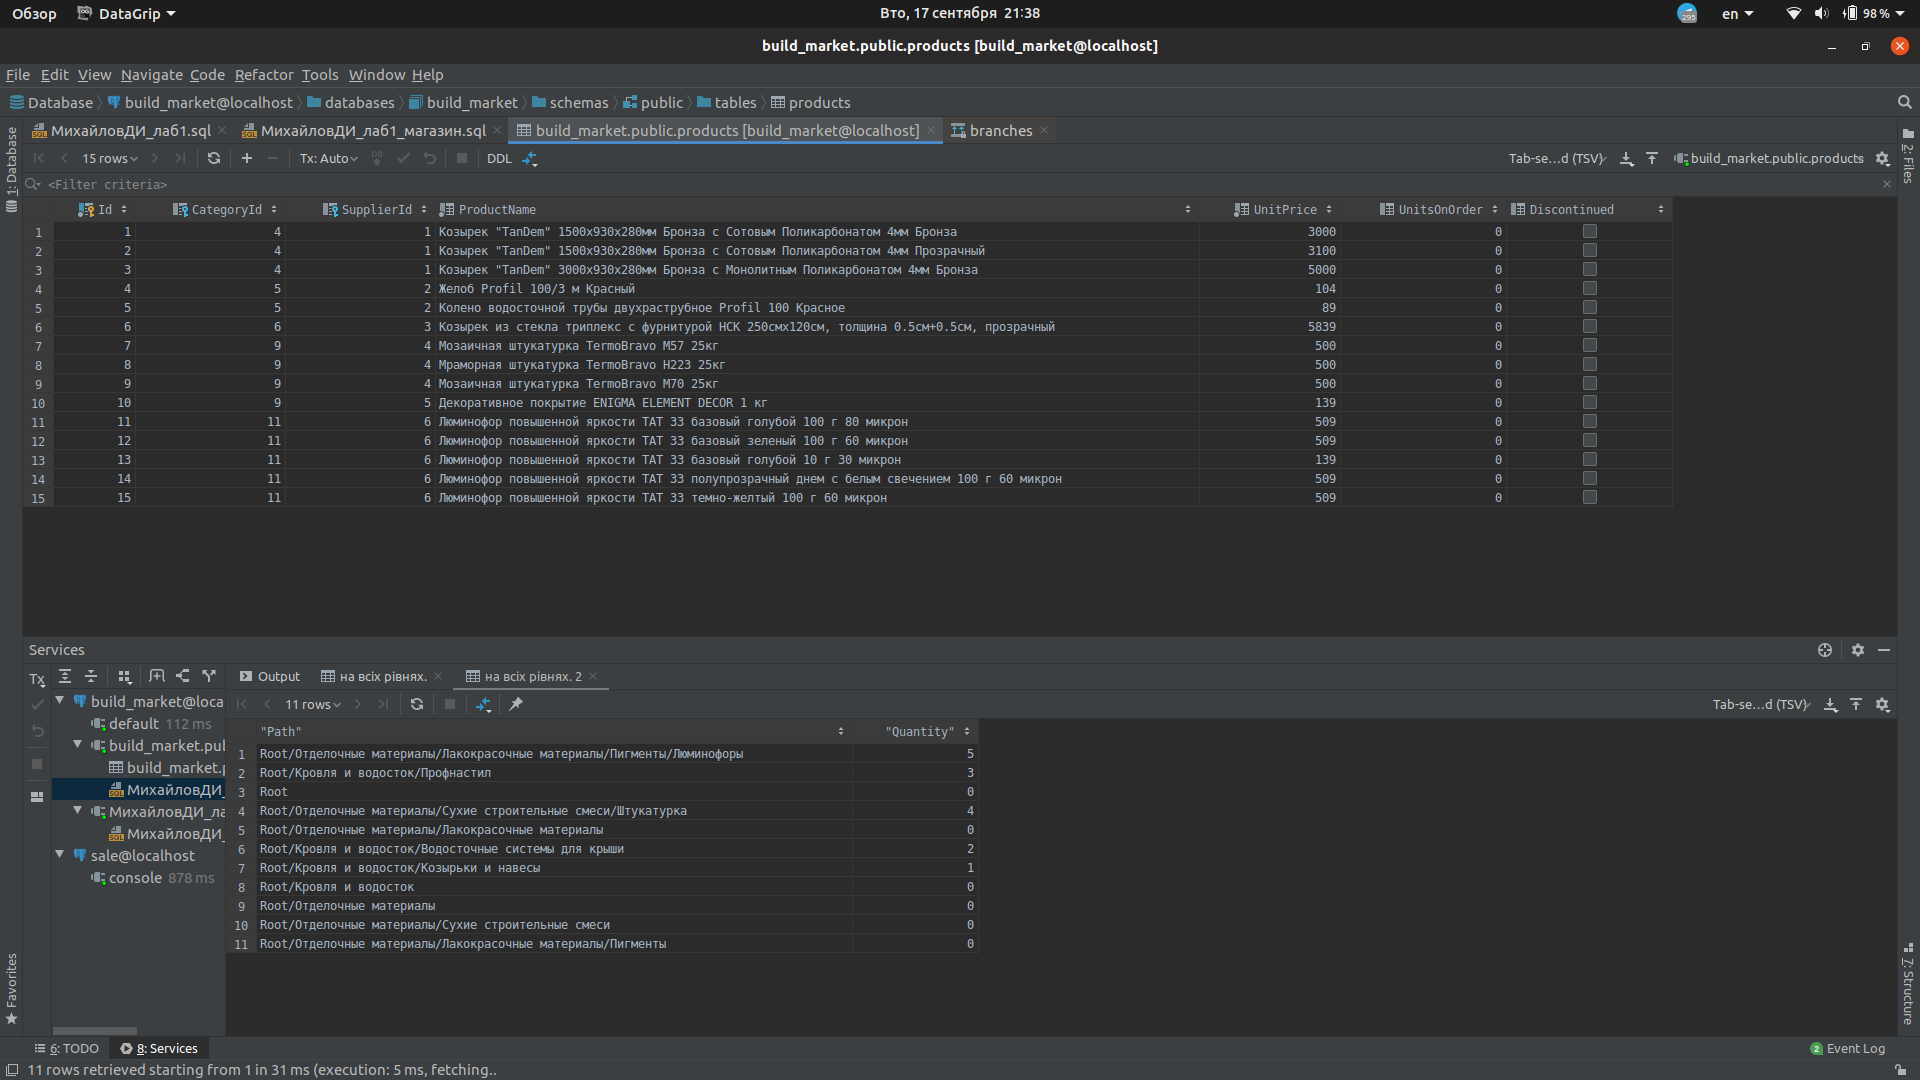 Обзор DataGrip Вто, 17 сентября 21:38 295 en 98 %
build_market.public.products [build_market@localhost]
File Edit View Navigate Code Refactor Tools Window Help
Database build_market@localhost databases build_market schemas public tables products
МихайловДИ_лаб1.sql МихайловДИ_лаб1_магазин.sql build_market.public.products [build_market@localhost] branches
15 rows Tx: Auto DB DDL Tab-se...d (TSV) build_market.public.products
<Filter criteria>
Id CategoryId SupplierId ProductName UnitPrice UnitsOnOrder Discontinued
1 1 4 1 Козырек "TanDem" 1500х930х280мм Бронза с Сотовым Поликарбонатом 4мм Бронза 3000 0
2 2 4 1 Козырек "TanDem" 1500х930х280мм Бронза с Сотовым Поликарбонатом 4мм Прозрачный 3100 0
3 3 4 1 Козырек "TanDem" 3000х930х280мм Бронза с Монолитным Поликарбонатом 4мм Бронза 5000 0
4 4 5 2 Желоб Profil 100/3 м Красный 104 0
5 5 5 2 Колено водосточной трубы двухраструбное Profil 100 Красное 89 0
6 6 6 3 Козырек из стекла триплекс с фурнитурой НСК 250смх120см, толщина 0.5см+0.5см, прозрачный 5839 0
7 7 9 4 Мозаичная штукатурка TermoBravo М57 25кг 500 0
8 8 9 4 Мраморная штукатурка TermoBravo Н223 25кг 500 0
9 9 9 4 Мозаичная штукатурка TermoBravo М70 25кг 500 0
10 10 9 5 Декоративное покрытие ENIGMA ELEMENT DECOR 1 кг 139 0
11 11 11 6 Люминофор повышенной яркости ТАТ 33 базовый голубой 100 г 80 микрон 509 0
12 12 11 6 Люминофор повышенной яркости ТАТ 33 базовый зеленый 100 г 60 микрон 509 0
13 13 11 6 Люминофор повышенной яркости ТАТ 33 базовый голубой 10 г 30 микрон 139 0
14 14 11 6 Люминофор повышенной яркости ТАТ 33 полупрозрачный днем с белым свечением 100 г 60 микрон 509 0
15 15 11 6 Люминофор повышенной яркости ТАТ 33 темно-желтый 100 г 60 микрон 509 0
1: Database
Favorites
2: Files
7: Structure
Services
Tx
build_market@loca
default 112 ms
build_market.pul
build_market.p
МихайловДИ_
МихайловДИ_ла
МихайловДИ_
sale@localhost
console 878 ms
Output на всіх рівнях. на всіх рівнях. 2
11 rows Tab-se...d (TSV)
"Path" "Quantity"
1 Root/Отделочные материалы/Лакокрасочные материалы/Пигменты/Люминофоры 5
2 Root/Кровля и водосток/Профнастил 3
3 Root 0
4 Root/Отделочные материалы/Сухие строительные смеси/Штукатурка 4
5 Root/Отделочные материалы/Лакокрасочные материалы 0
6 Root/Кровля и водосток/Водосточные системы для крыши 2
7 Root/Кровля и водосток/Козырьки и навесы 1
8 Root/Кровля и водосток 0
9 Root/Отделочные материалы 0
10 Root/Отделочные материалы/Сухие строительные смеси 0
11 Root/Отделочные материалы/Лакокрасочные материалы/Пигменты 0
6: TODO 8: Services 2 Event Log
11 rows retrieved starting from 1 in 31 ms (execution: 5 ms, fetching..